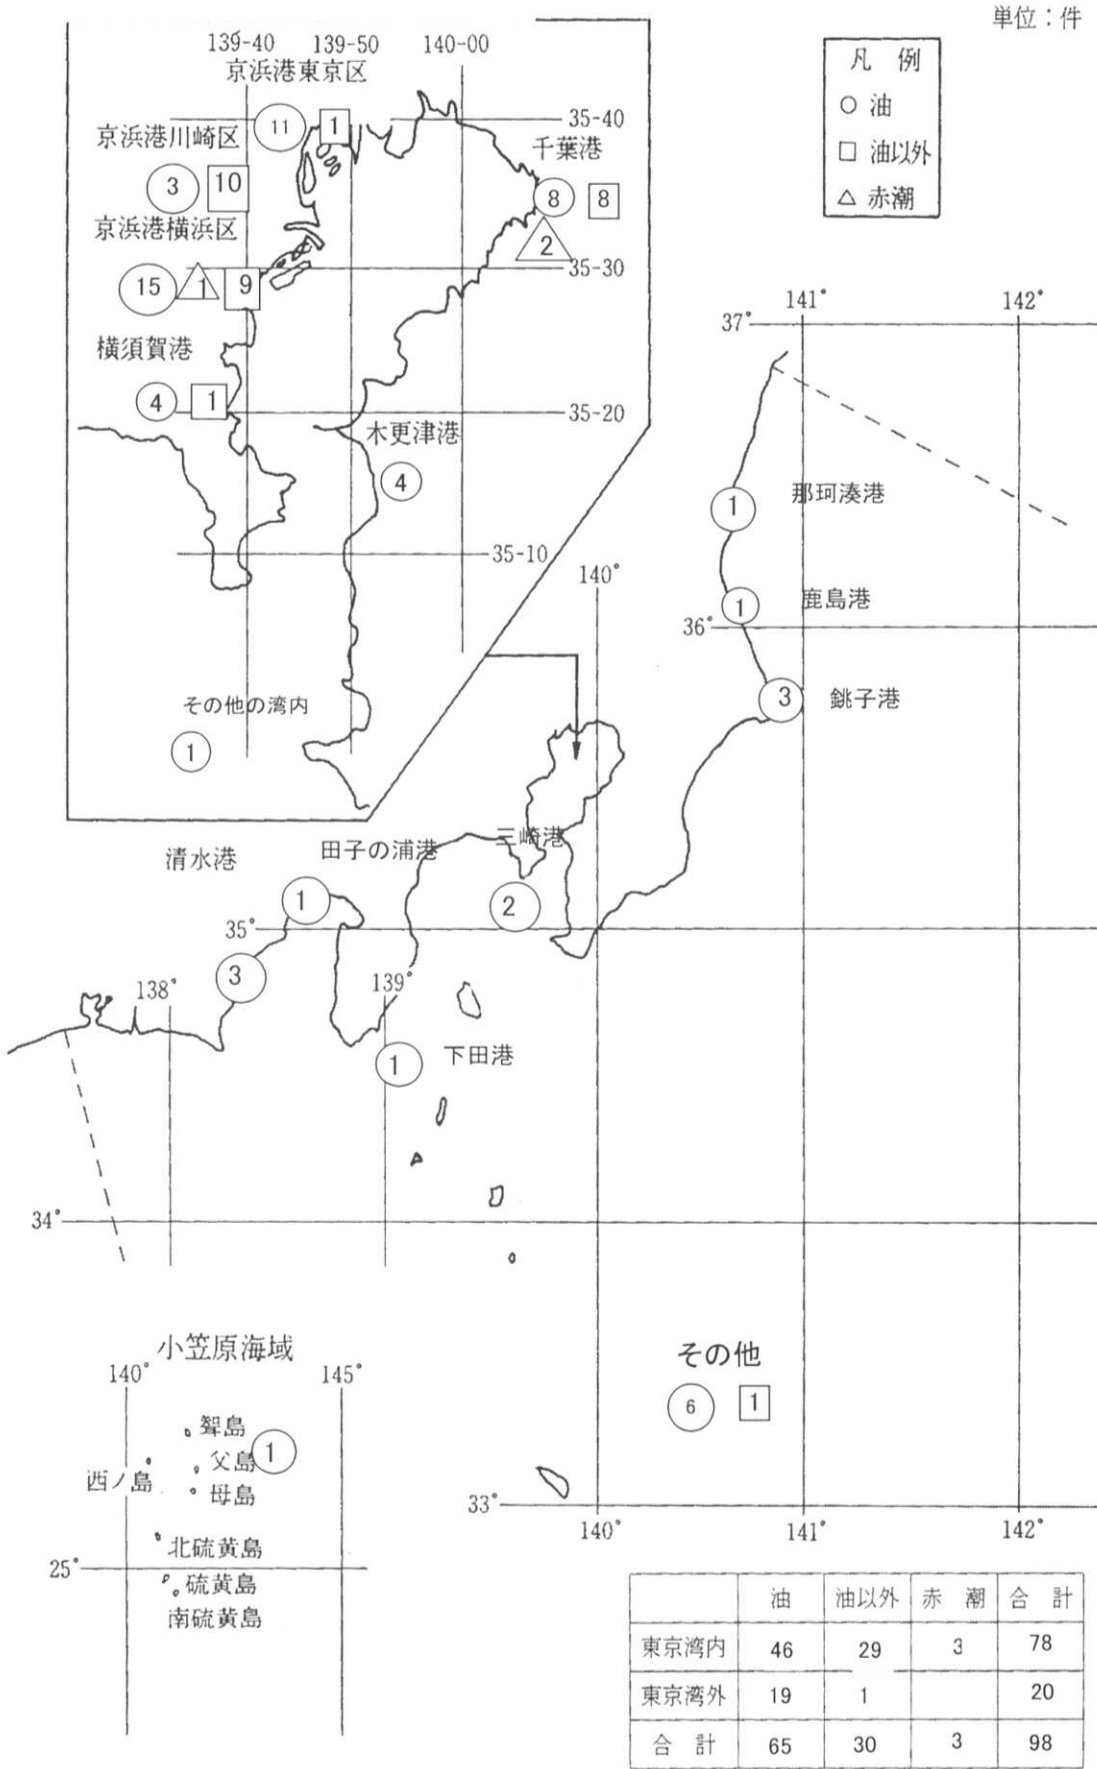 単位：件
凡 例
○ 油
□ 油以外
△ 赤潮
139-40 139-50 140-00
京浜港東京区
11 1
35-40
京浜港川崎区
3 10
千葉港
8 8
2
京浜港横浜区
15 1 9
35-30
横須賀港
4 1
35-20
木更津港
4
35-10
その他の湾内
1
141° 142°
37°
1 那珂湊港
140°
1 鹿島港
36°
3 銚子港
清水港 田子の浦港 三崎港
1 2
35°
3
138° 139°
1 下田港
34°
小笠原海域
140° 145°
聟島
1
父島
西ノ島
母島
北硫黄島
25°
硫黄島
南硫黄島
その他
6 1
33°
140° 141° 142°
油 油以外 赤 潮 合 計
東京湾内 46 29 3 78
東京湾外 19 1 20
合 計 65 30 3 98